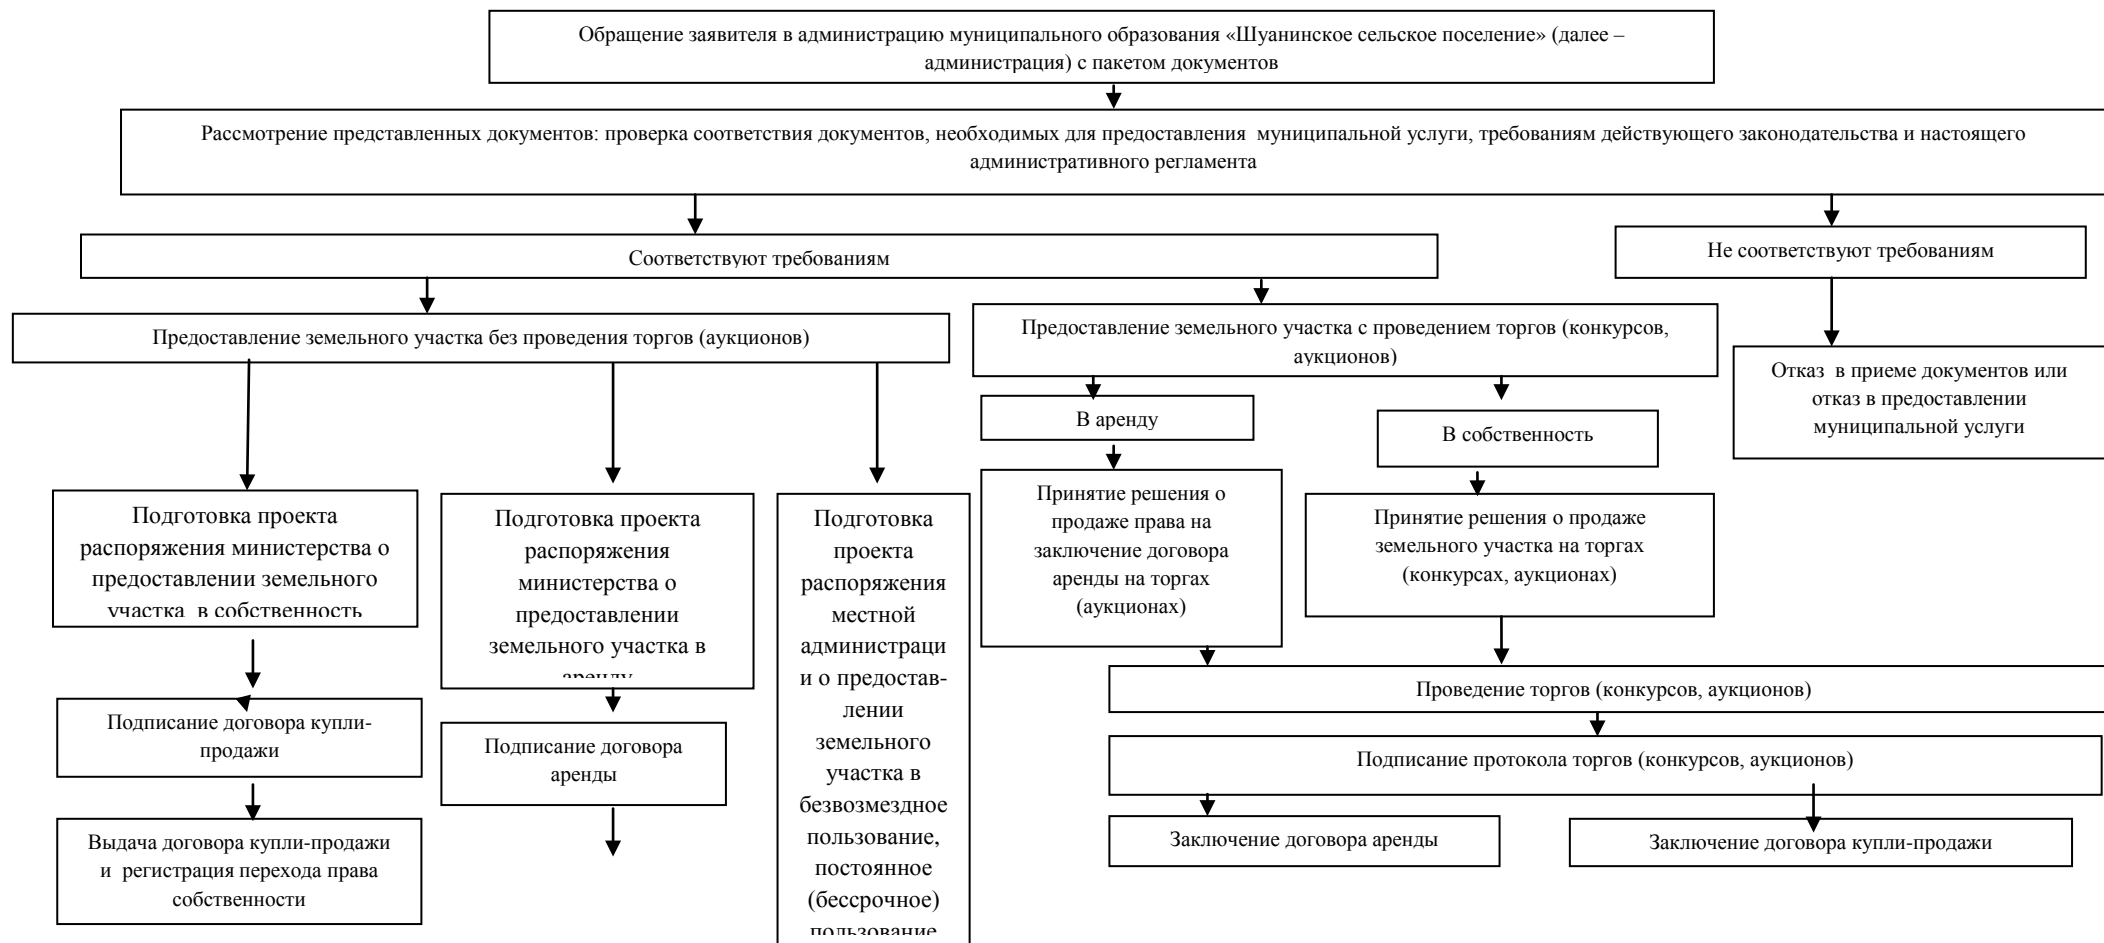 Обращение заявителя в администрацию муниципального образования «Шуанинское сельское поселение» (далее –
администрация) с пакетом документов
Рассмотрение представленных документов: проверка соответствия документов, необходимых для предоставления муниципальной услуги, требованиям действующего законодательства и настоящего
административного регламента
Соответствуют требованиям
Не соответствуют требованиям
Предоставление земельного участка без проведения торгов (аукционов)
Предоставление земельного участка с проведением торгов (конкурсов,
аукционов)
Отказ в приеме документов или
отказ в предоставлении
муниципальной услуги
В аренду
В собственность
Подготовка проекта
распоряжения министерства о
предоставлении земельного
участка в собственность
Подготовка проекта
распоряжения
министерства о
предоставлении
земельного участка в
аренду
Подготовка
проекта
распоряжения
местной
администраци
и о предостав-
лении
земельного
участка в
безвозмездное
пользование,
постоянное
(бессрочное)
пользование
Принятие решения о
продаже права на
заключение договора
аренды на торгах
(аукционах)
Принятие решения о продаже
земельного участка на торгах
(конкурсах, аукционах)
Проведение торгов (конкурсов, аукционов)
Подписание договора купли-
продажи
Подписание договора
аренды
Подписание протокола торгов (конкурсов, аукционов)
Выдача договора купли-продажи
и регистрация перехода права
собственности
Заключение договора аренды
Заключение договора купли-продажи